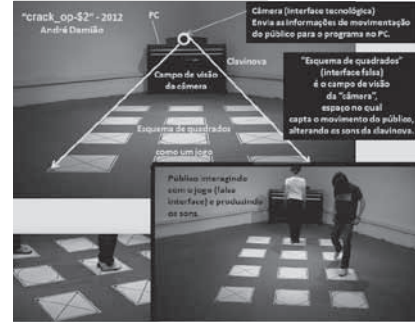 "crack_op-$2" - 2012
André Damião
PC
Câmera (interface tecnológica)
Envia as informações de movimentação
do público para o programa no PC.
Clavinova
Campo de visão
da câmera
"Esquema de quadrados"
(interface falsa)
é o campo de visão
da "câmera",
espaço no qual
capta o movimento do público,
alterando os sons da clavinova.
Esquema de quadrados
como um jogo
Público interagindo
com o jogo (falsa
interface) e produzindo
os sons.